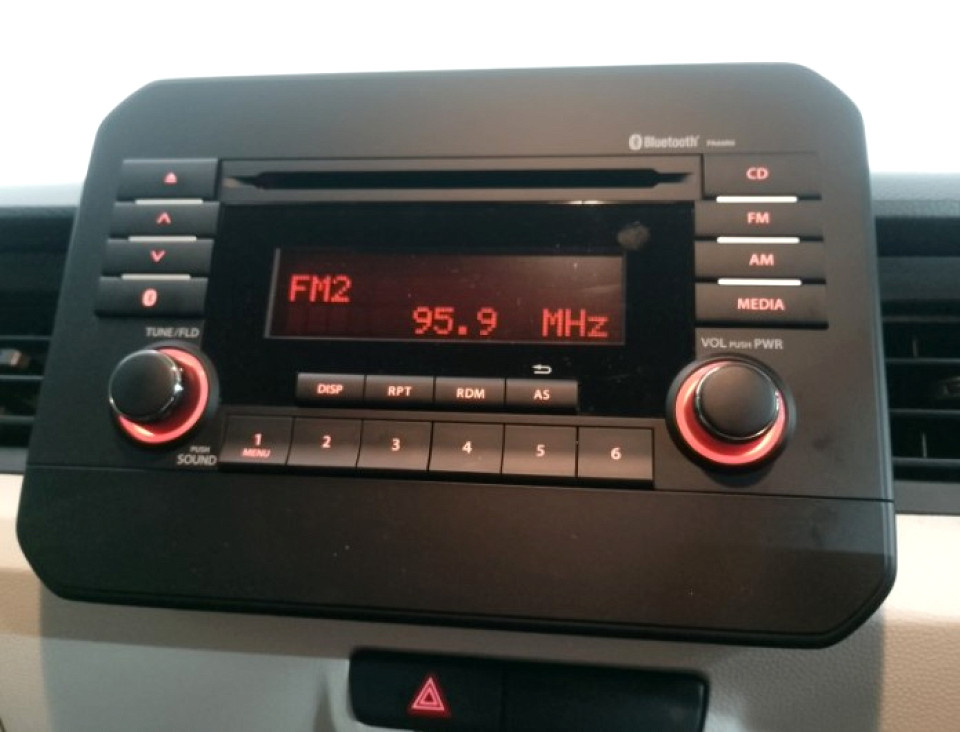 Bluetooth
CD
FM
AM
MEDIA
FM2
95.9 MHz
TUNE/FLD
VOL PUSH PWR
DISP RPT RDM AS
PUSH
SOUND
1 2 3 4 5 6
MENU